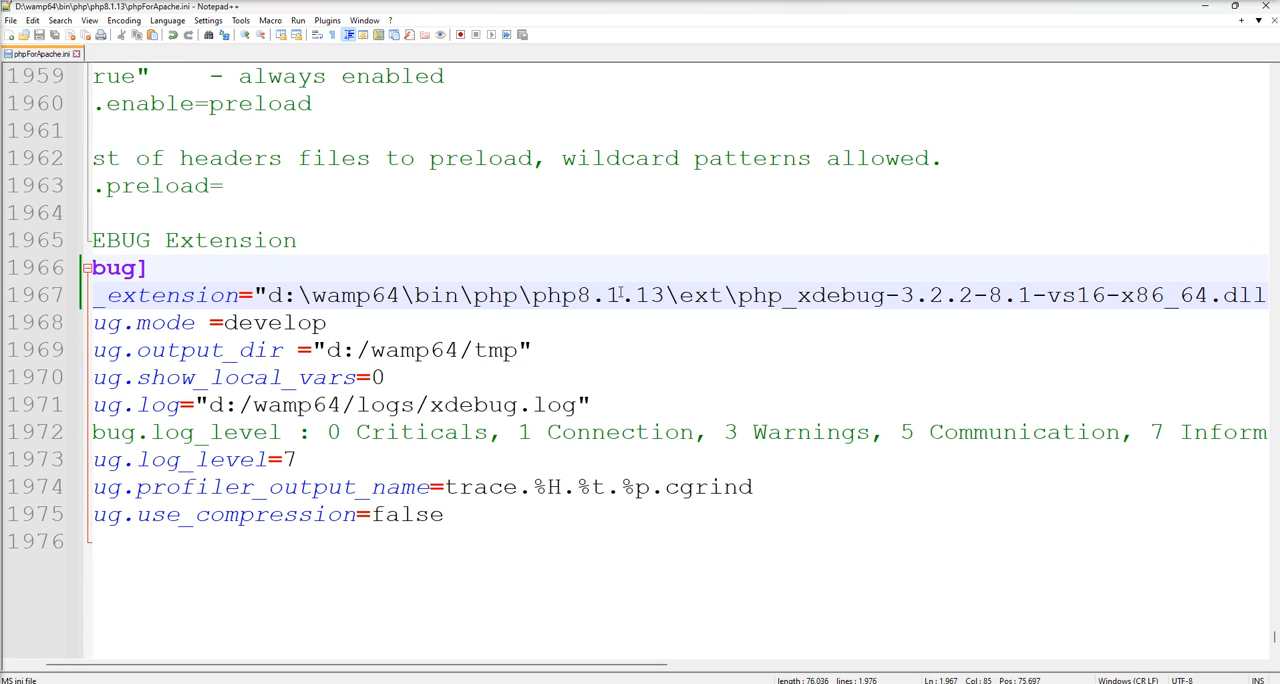 D:\wamp64\bin\php\php8.1.13\phpForApache.ini - Notepad++
File Edit Search View Encoding Language Settings Tools Macro Run Plugins Window ?
phpForApache.ini
1959 rue" - always enabled
1960 .enable=preload
1961
1962 st of headers files to preload, wildcard patterns allowed.
1963 .preload=
1964
1965 EBUG Extension
1966 bug]
1967 _extension="d:\wamp64\bin\php\php8.1.13\ext\php_xdebug-3.2.2-8.1-vs16-x86_64.dll
1968 ug.mode =develop
1969 ug.output_dir ="d:/wamp64/tmp"
1970 ug.show_local_vars=0
1971 ug.log="d:/wamp64/logs/xdebug.log"
1972 bug.log_level : 0 Criticals, 1 Connection, 3 Warnings, 5 Communication, 7 Inform
1973 ug.log_level=7
1974 ug.profiler_output_name=trace.%H.%t.%p.cgrind
1975 ug.use_compression=false
1976
MS ini file length : 76,036 lines : 1,976 Ln : 1,967 Col : 85 Pos : 75,697 Windows (CR LF) UTF-8 INS